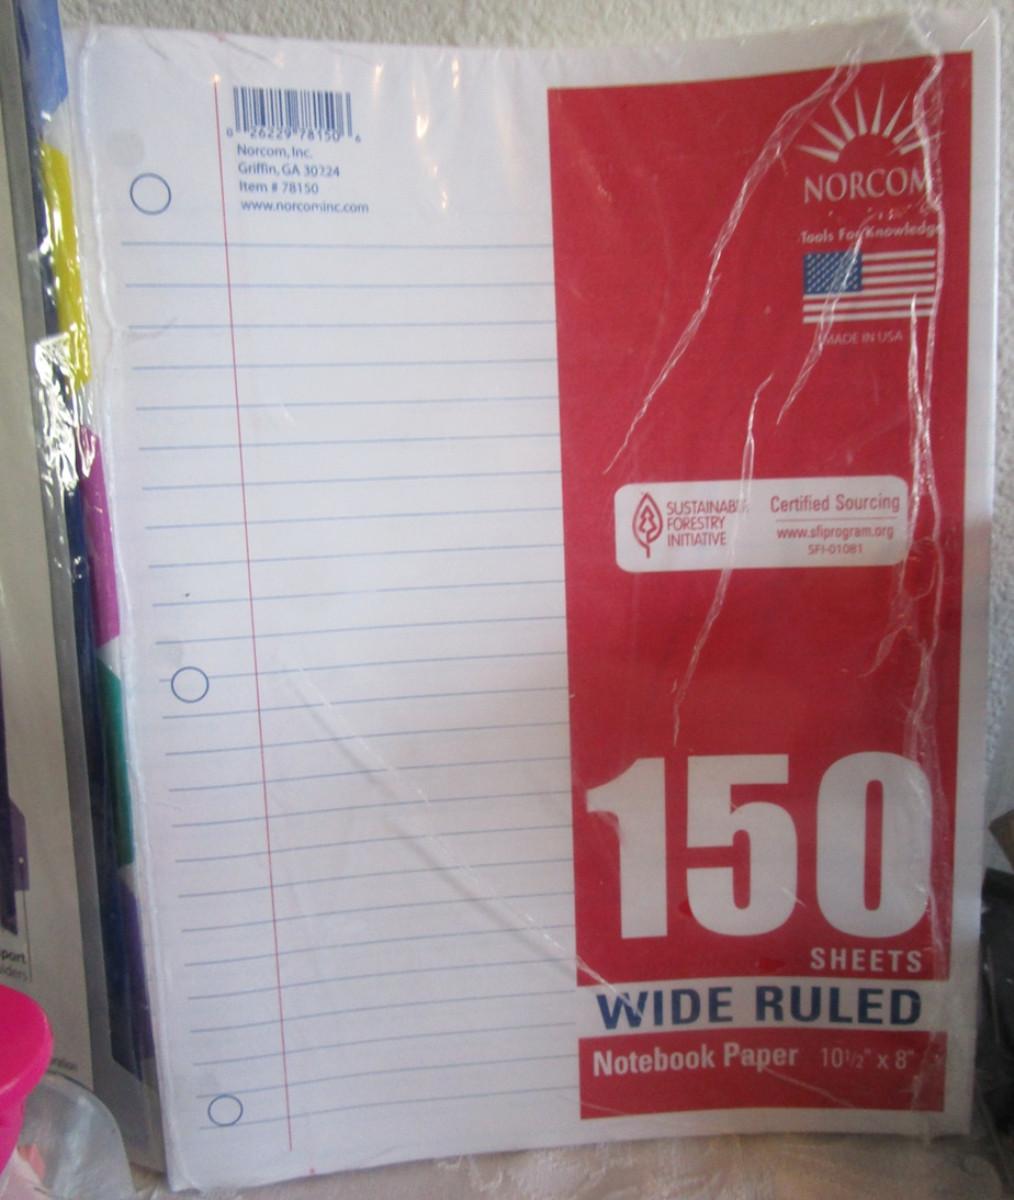 0 26229 78150 6
Norcom, Inc.
Griffin, GA 30224
Item # 78150
www.norcominc.com
NORCOM
Tools For Knowledge
MADE IN USA
SUSTAINABLE
FORESTRY
INITIATIVE
Certified Sourcing
www.sfiprogram.org
SFI-01081
150
SHEETS
WIDE RULED
Notebook Paper 10½" x 8"
port